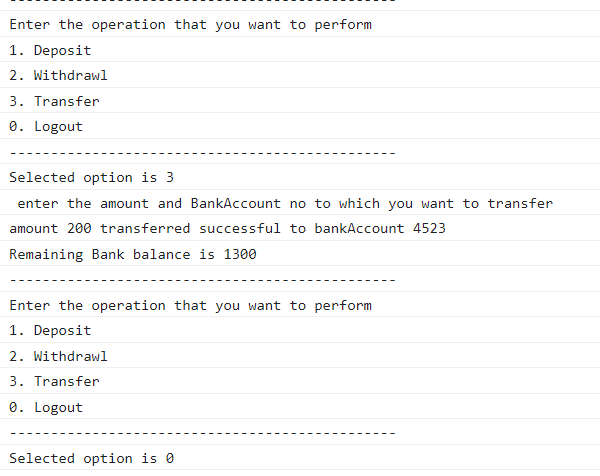 -----------------------------------------------
Enter the operation that you want to perform
1. Deposit
2. Withdrawl
3. Transfer
0. Logout
-----------------------------------------------
Selected option is 3
 enter the amount and BankAccount no to which you want to transfer
amount 200 transferred successful to bankAccount 4523
Remaining Bank balance is 1300
-----------------------------------------------
Enter the operation that you want to perform
1. Deposit
2. Withdrawl
3. Transfer
0. Logout
-----------------------------------------------
Selected option is 0